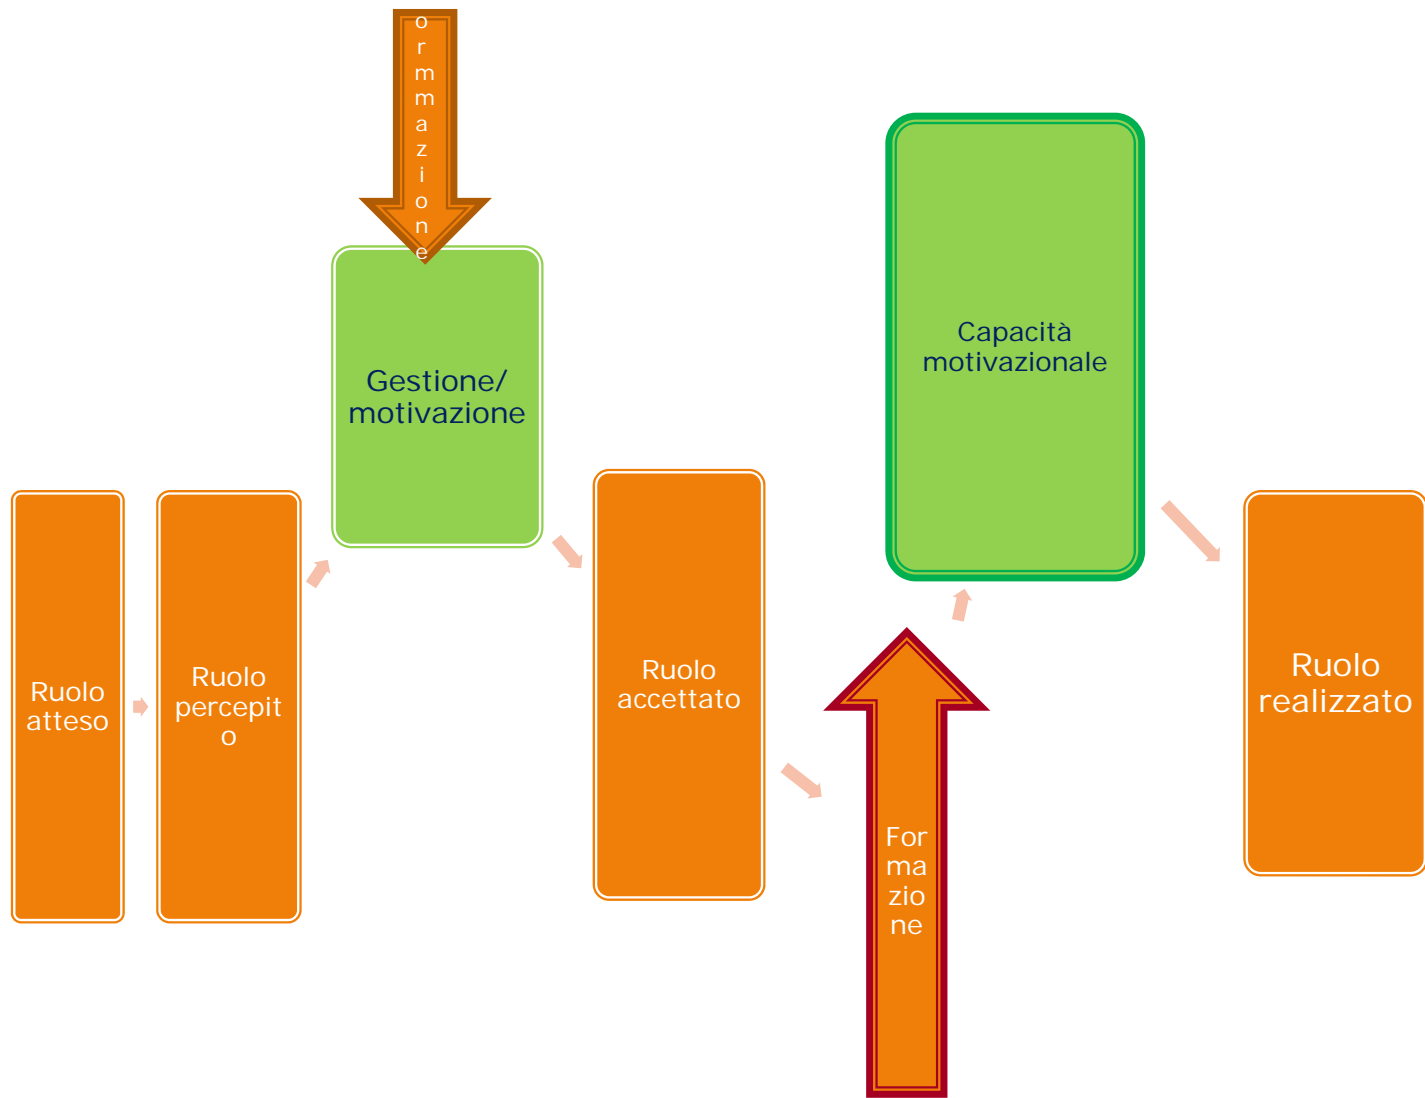 o
r
m
m
a
z
i
o
n
e
Gestione/
motivazione
Capacità
motivazionale
Ruolo
atteso
Ruolo
percepit
o
Ruolo
accettato
For
ma
zio
ne
Ruolo
realizzato